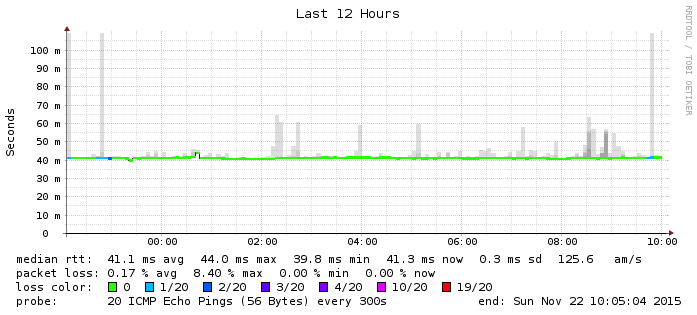 Last 12 Hours
RRDTOOL / TOBI OETIKER
Seconds
100 m
90 m
80 m
70 m
60 m
50 m
40 m
30 m
20 m
10 m
0
00:00 02:00 04:00 06:00 08:00 10:00
median rtt: 41.1 ms avg 44.0 ms max 39.8 ms min 41.3 ms now 0.3 ms sd 125.6 am/s
packet loss: 0.17 % avg 8.40 % max 0.00 % min 0.00 % now
loss color: 0 1/20 2/20 3/20 4/20 10/20 19/20
probe: 20 ICMP Echo Pings (56 Bytes) every 300s end: Sun Nov 22 10:05:04 2015